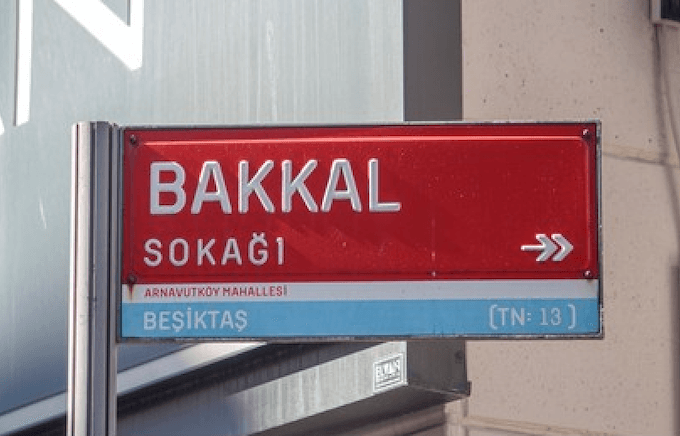 BAKKAL
SOKAĞI
ARNAVUTKÖY MAHALLESİ
BEŞİKTAŞ (TN: 13)